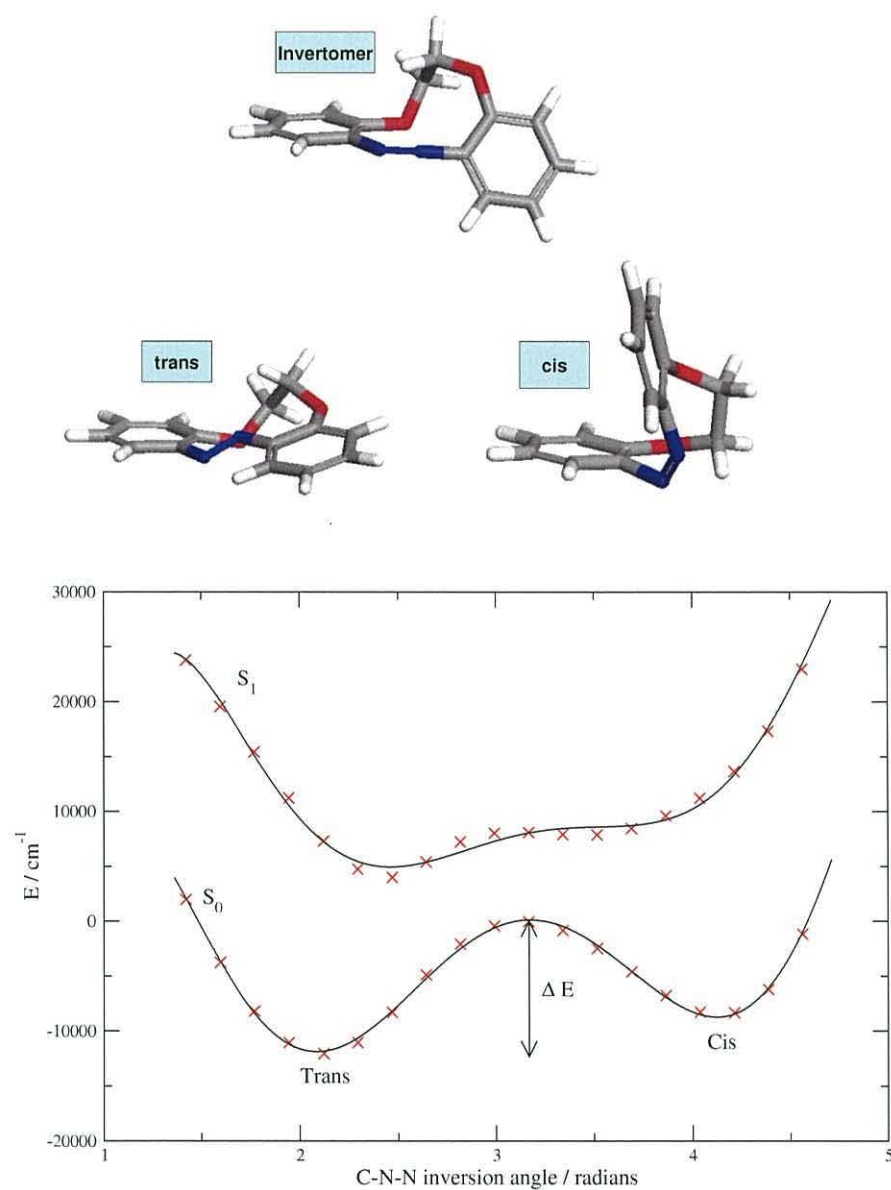 Invertomer
trans
cis
30000
20000
10000
0
-10000
-20000
E / cm⁻¹
S₁
S₀
Δ E
Trans
Cis
1
2
3
4
5
C-N-N inversion angle / radians